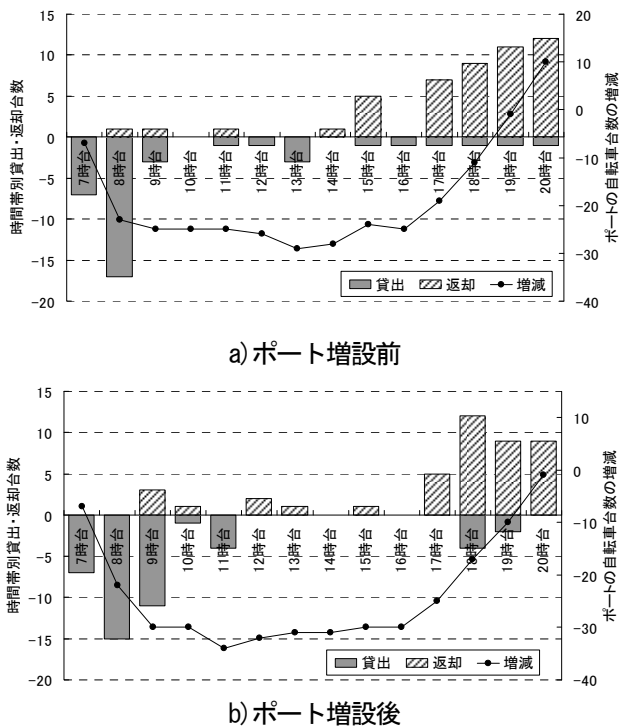 15
10
5
0
-5
-10
-15
-20
20
10
0
-10
-20
-30
-40
時間帯別貸出・返却台数
ポートの自転車台数の増減
7時台
8時台
9時台
10時台
11時台
12時台
13時台
14時台
15時台
16時台
17時台
18時台
19時台
20時台
貸出 返却 増減
a)ポート増設前
15
10
5
0
-5
-10
-15
-20
10
0
-10
-20
-30
-40
時間帯別貸出・返却台数
ポートの自転車台数の増減
7時台
8時台
9時台
10時台
11時台
12時台
13時台
14時台
15時台
16時台
17時台
18時台
19時台
20時台
貸出 返却 増減
b)ポート増設後